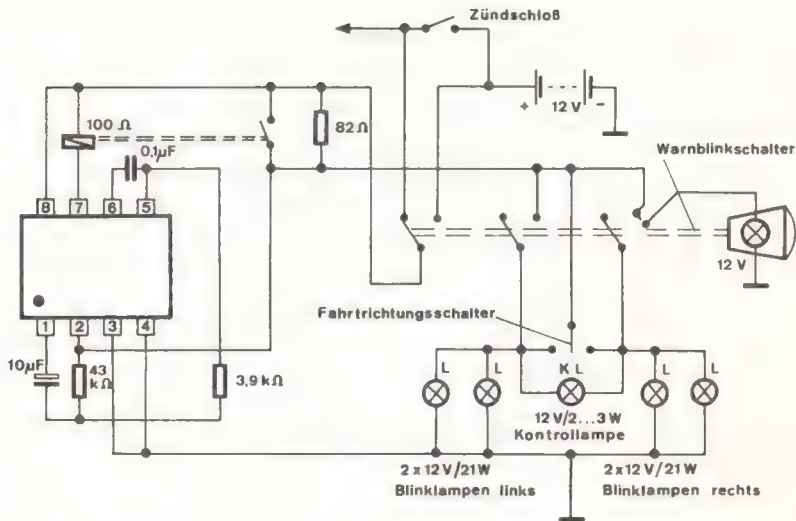 Zündschloß
+ 12 V -
100 Ω
82Ω
0,1µF
Warnblinkschalter
8 7 6 5
12 V
1 2 3 4
Fahrtrichtungsschalter
10µF
43 kΩ
3,9 kΩ
L L K L L L
12 V/2...3 W
Kontrollampe
2 x 12 V/21 W
Blinklampen links
2 x 12 V/21 W
Blinklampen rechts